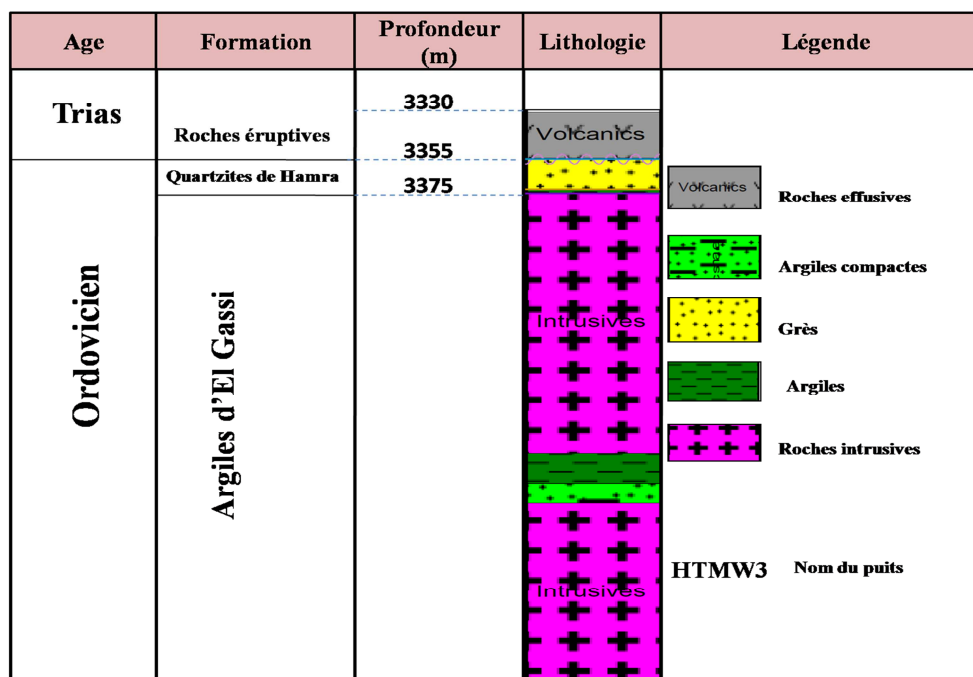 Age
Formation
Profondeur
(m)
Lithologie
Légende
Trias
Roches éruptives
3330
3355
Volcanics
Quartzites de Hamra
3375
Volcanics
Roches effusives
Argiles compactes
Grès
Argiles
Roches intrusives
Ordovicien
Argiles d'El Gassi
Intrusives
Intrusives
HTMW3
Nom du puits